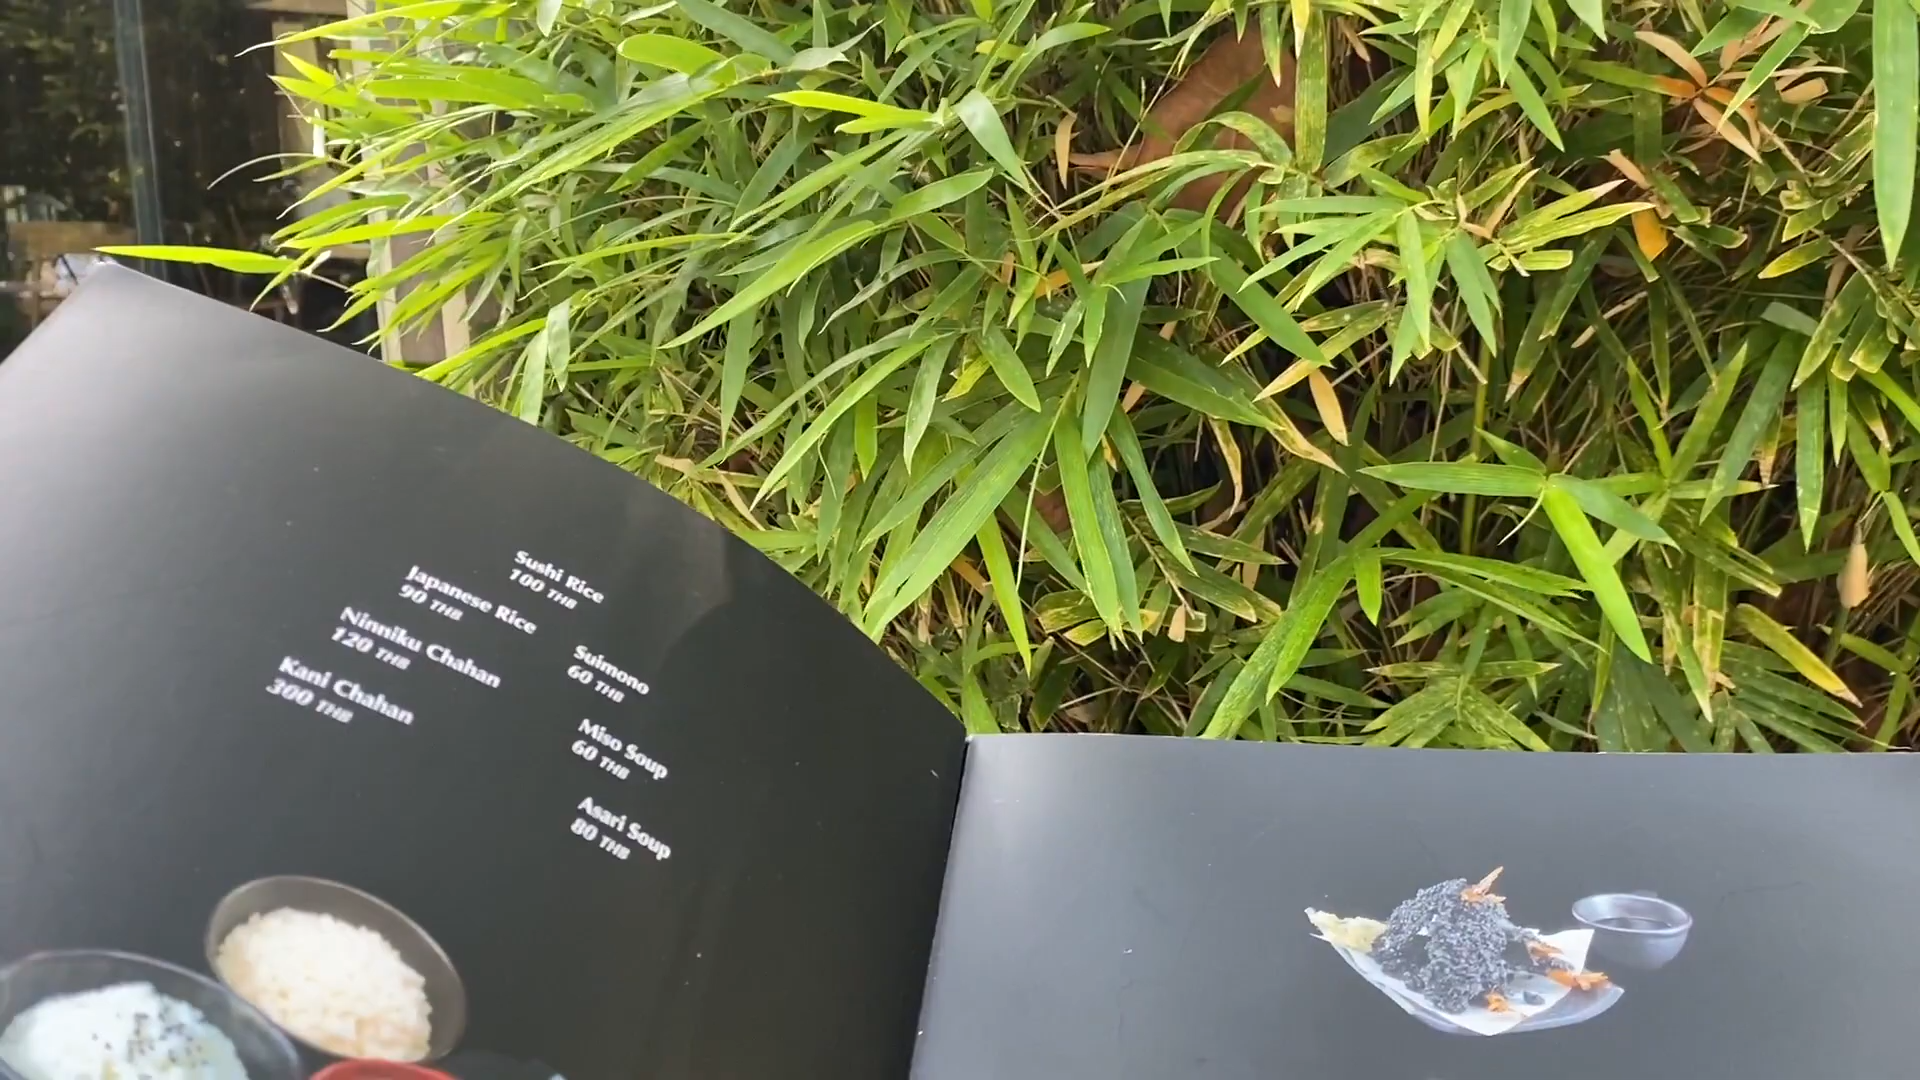 Sushi Rice
100 THB
Japanese Rice
90 THB
Ninniku Chahan
120 THB
Kani Chahan
300 THB
Suimono
60 THB
Miso Soup
60 THB
Asari Soup
80 THB